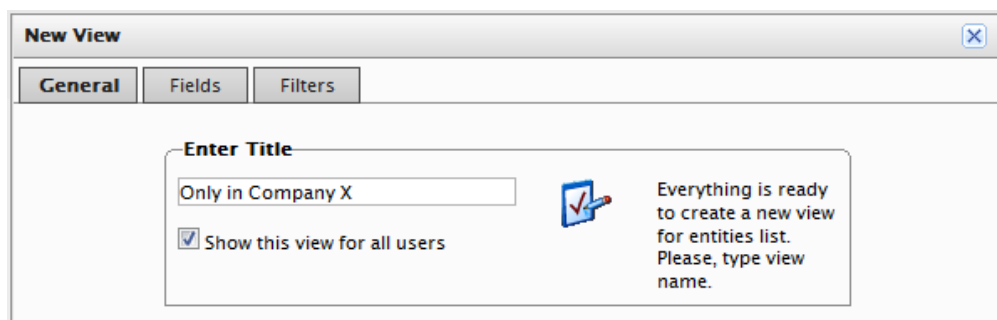 New View
General Fields Filters
Enter Title
Only in Company X
Show this view for all users
Everything is ready
to create a new view
for entities list.
Please, type view
name.